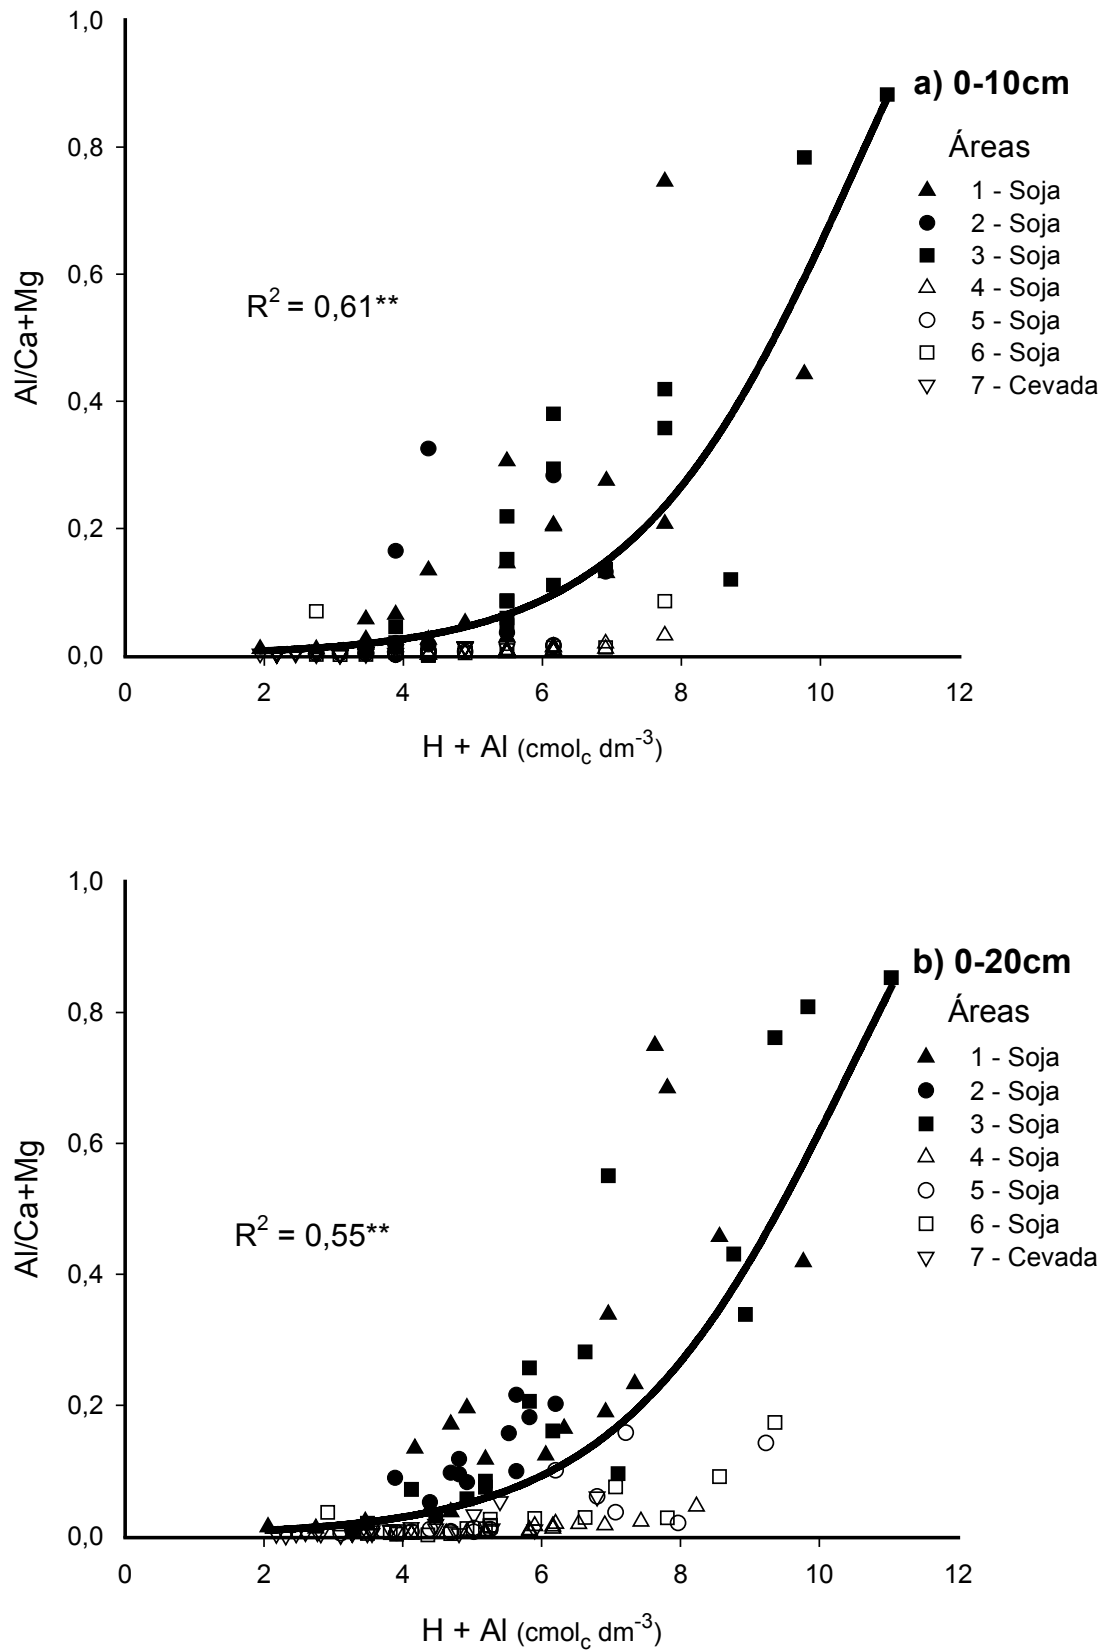 1,0
a) 0-10cm
Áreas
0,8
1 - Soja
2 - Soja
3 - Soja
4 - Soja
5 - Soja
6 - Soja
7 - Cevada
0,6
R² = 0,61**
Al/Ca+Mg
0,4
0,2
0,0
0 2 4 6 8 10 12
H + Al (cmol_c dm⁻³)
1,0
b) 0-20cm
Áreas
0,8
1 - Soja
2 - Soja
3 - Soja
4 - Soja
5 - Soja
6 - Soja
7 - Cevada
0,6
R² = 0,55**
Al/Ca+Mg
0,4
0,2
0,0
0 2 4 6 8 10 12
H + Al (cmol_c dm⁻³)